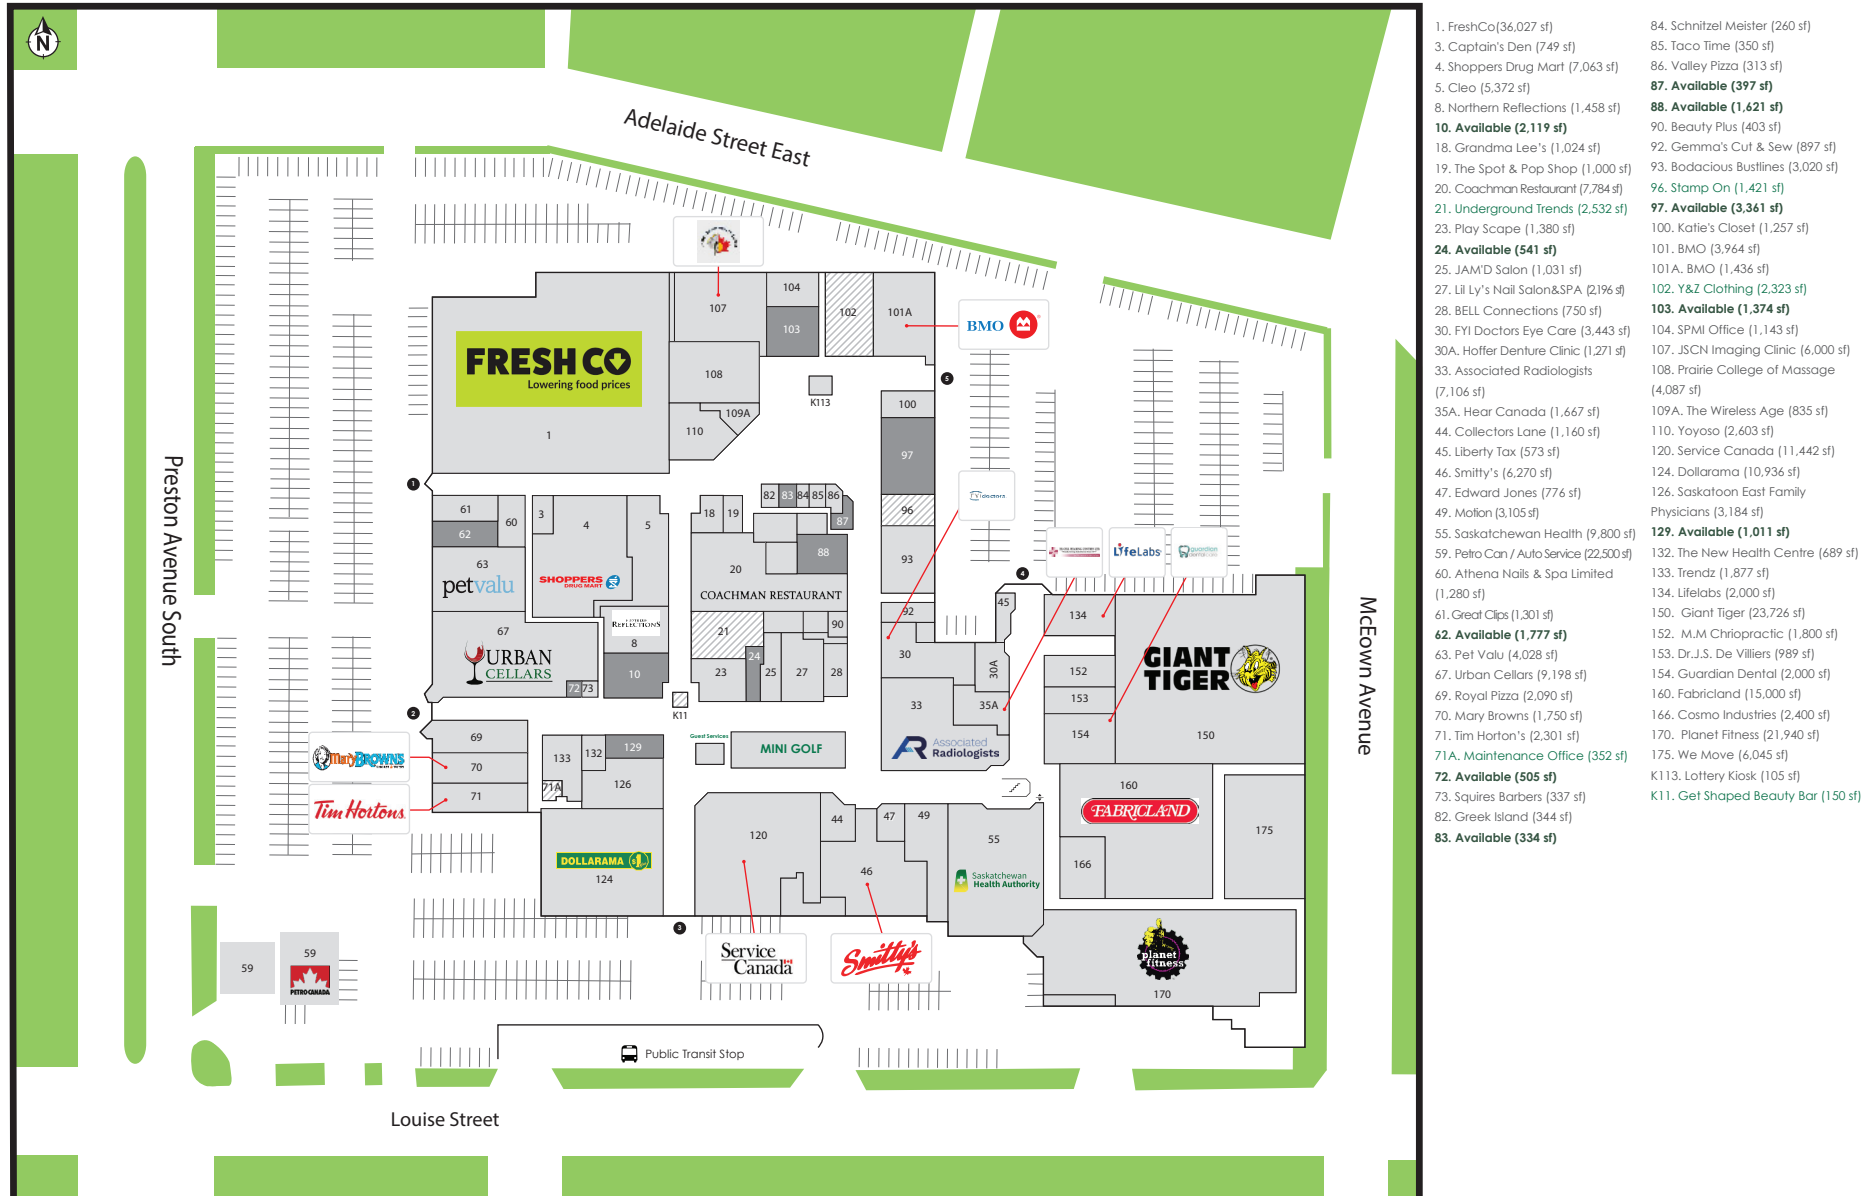 N
Adelaide Street East
Preston Avenue South
McEown Avenue
Louise Street
FRESHCO
Lowering food prices
1
107
104
103
102
101A
BMO
108
109A
110
K113
5
100
97
96
93
92
1
61
62
60
63
petvalu
67
URBAN
CELLARS
72
73
3
4
5
SHOPPERS
DRUG MART
REFLECTIONS
8
10
18
19
82
83
84
85
86
87
88
20
COACHMAN RESTAURANT
21
90
23
24
25
27
28
K11
Guest Services
MINI GOLF
30
30A
33
35A
45
Associated
Radiologists
4
LifeLabs
guardian
134
152
153
154
GIANT
TIGER
150
160
FABRICLAND
166
175
2
69
70
71
Mary BROWN'S
Tim Hortons
133
132
129
71A
126
DOLLARAMA
124
120
44
47
49
46
55
Saskatchewan
Health Authority
3
Service
Canada
Smitty's
planet
fitness
170
59
59
PETRO CANADA
Public Transit Stop
1. FreshCo(36,027 sf)
3. Captain's Den (749 sf)
4. Shoppers Drug Mart (7,063 sf)
5. Cleo (5,372 sf)
8. Northern Reflections (1,458 sf)
10. Available (2,119 sf)
18. Grandma Lee's (1,024 sf)
19. The Spot & Pop Shop (1,000 sf)
20. Coachman Restaurant (7,784 sf)
21. Underground Trends (2,532 sf)
23. Play Scape (1,380 sf)
24. Available (541 sf)
25. JAM'D Salon (1,031 sf)
27. Lil Ly's Nail Salon&SPA (2,196 sf)
28. BELL Connections (750 sf)
30. FYI Doctors Eye Care (3,443 sf)
30A. Hoffer Denture Clinic (1,271 sf)
33. Associated Radiologists
(7,106 sf)
35A. Hear Canada (1,667 sf)
44. Collectors Lane (1,160 sf)
45. Liberty Tax (573 sf)
46. Smitty's (6,270 sf)
47. Edward Jones (776 sf)
49. Motion (3,105 sf)
55. Saskatchewan Health (9,800 sf)
59. Petro Can / Auto Service (22,500 sf)
60. Athena Nails & Spa Limited
(1,280 sf)
61. Great Clips (1,301 sf)
62. Available (1,777 sf)
63. Pet Valu (4,028 sf)
67. Urban Cellars (9,198 sf)
69. Royal Pizza (2,090 sf)
70. Mary Browns (1,750 sf)
71. Tim Horton's (2,301 sf)
71A. Maintenance Office (352 sf)
72. Available (505 sf)
73. Squires Barbers (337 sf)
82. Greek Island (344 sf)
83. Available (334 sf)
84. Schnitzel Meister (260 sf)
85. Taco Time (350 sf)
86. Valley Pizza (313 sf)
87. Available (397 sf)
88. Available (1,621 sf)
90. Beauty Plus (403 sf)
92. Gemma's Cut & Sew (897 sf)
93. Bodacious Bustlines (3,020 sf)
96. Stamp On (1,421 sf)
97. Available (3,361 sf)
100. Katie's Closet (1,257 sf)
101. BMO (3,964 sf)
101A. BMO (1,436 sf)
102. Y&Z Clothing (2,323 sf)
103. Available (1,374 sf)
104. SPMI Office (1,143 sf)
107. JSCN Imaging Clinic (6,000 sf)
108. Prairie College of Massage
(4,087 sf)
109A. The Wireless Age (835 sf)
110. Yoyoso (2,603 sf)
120. Service Canada (11,442 sf)
124. Dollarama (10,936 sf)
126. Saskatoon East Family
Physicians (3,184 sf)
129. Available (1,011 sf)
132. The New Health Centre (689 sf)
133. Trendz (1,877 sf)
134. Lifelabs (2,000 sf)
150. Giant Tiger (23,726 sf)
152. M.M Chriopractic (1,800 sf)
153. Dr.J.S. De Villiers (989 sf)
154. Guardian Dental (2,000 sf)
160. Fabricland (15,000 sf)
166. Cosmo Industries (2,400 sf)
170. Planet Fitness (21,940 sf)
175. We Move (6,045 sf)
K113. Lottery Kiosk (105 sf)
K11. Get Shaped Beauty Bar (150 sf)